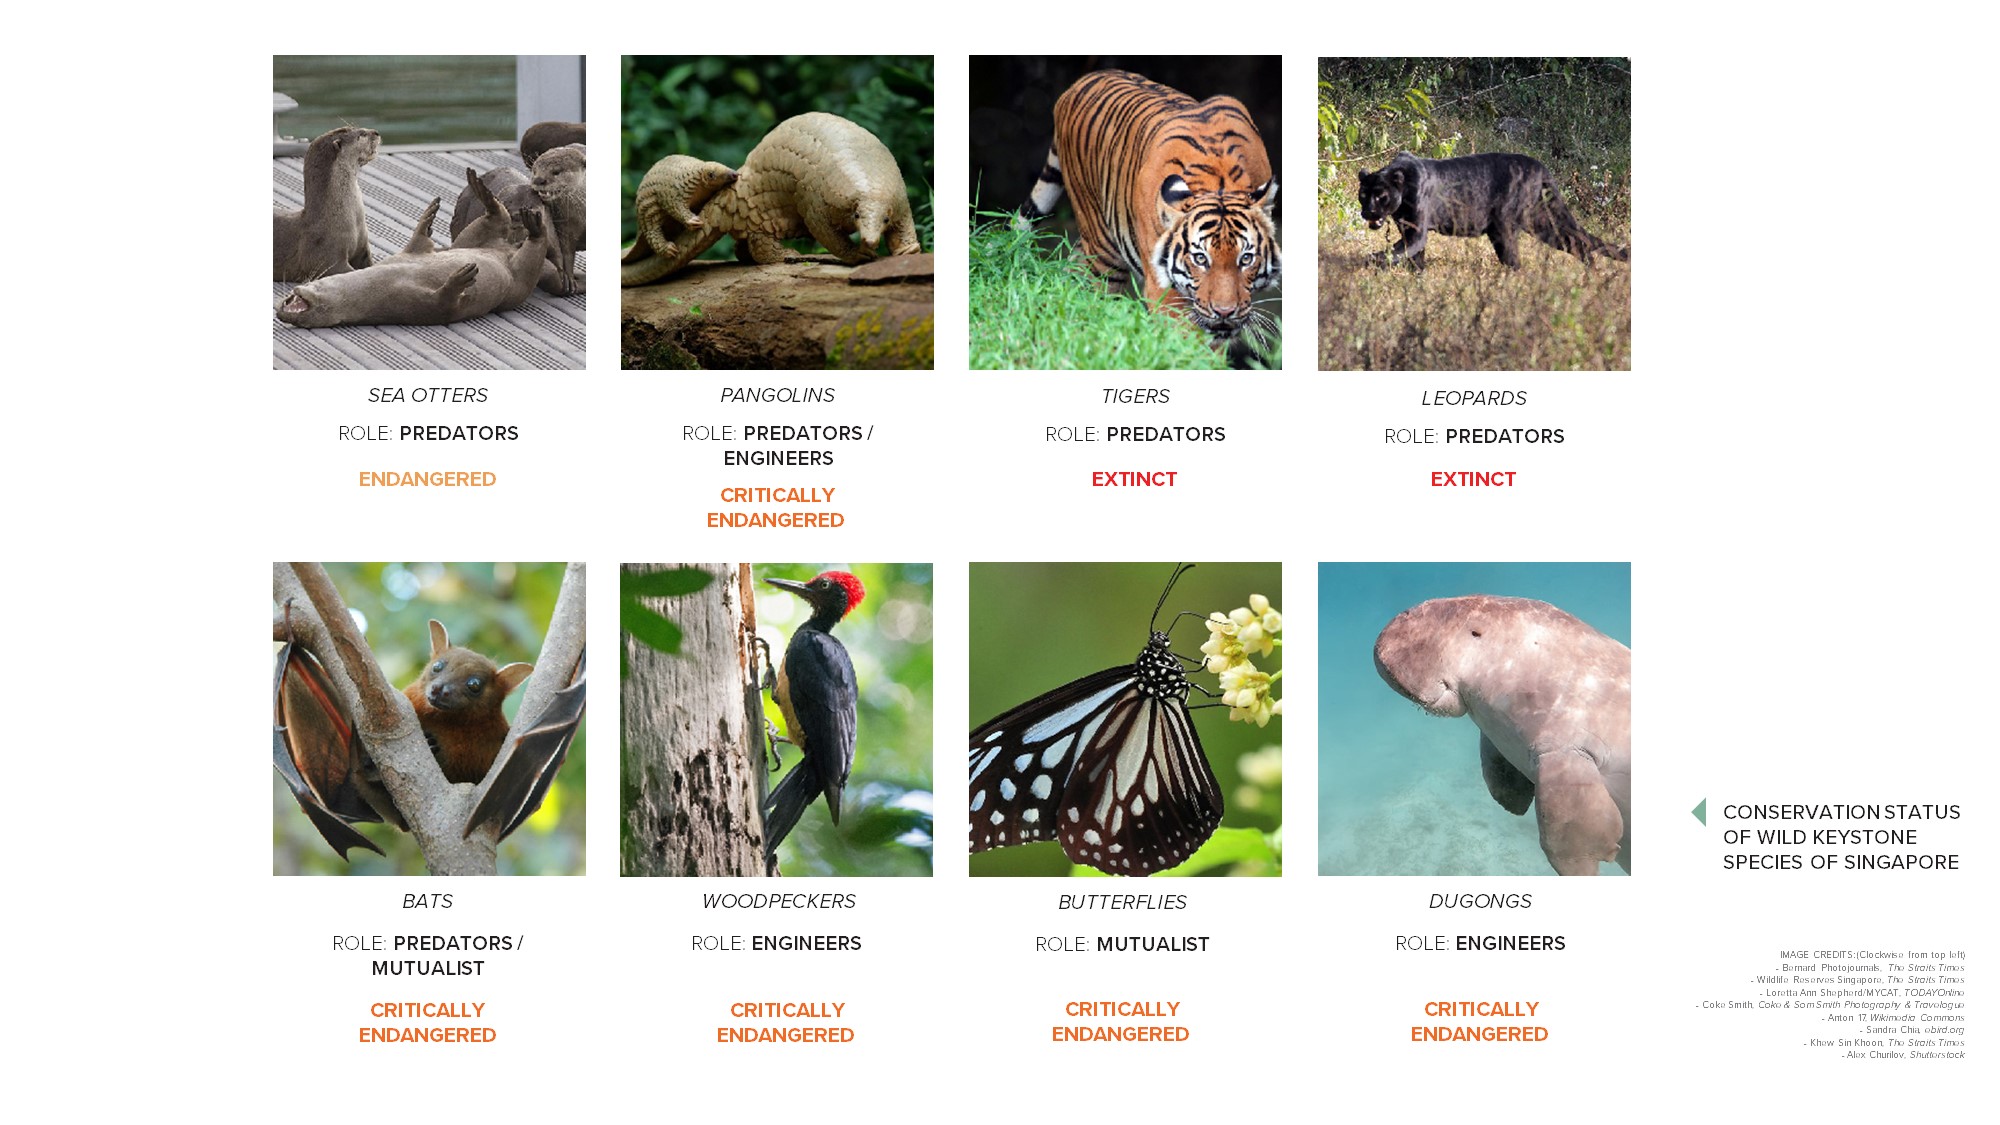 SEA OTTERS
ROLE: PREDATORS
ENDANGERED
PANGOLINS
ROLE: PREDATORS /
ENGINEERS
CRITICALLY
ENDANGERED
TIGERS
ROLE: PREDATORS
EXTINCT
LEOPARDS
ROLE: PREDATORS
EXTINCT
BATS
ROLE: PREDATORS /
MUTUALIST
CRITICALLY
ENDANGERED
WOODPECKERS
ROLE: ENGINEERS
CRITICALLY
ENDANGERED
BUTTERFLIES
ROLE: MUTUALIST
CRITICALLY
ENDANGERED
DUGONGS
ROLE: ENGINEERS
CRITICALLY
ENDANGERED
CONSERVATION STATUS
OF WILD KEYSTONE
SPECIES OF SINGAPORE
IMAGE CREDITS: (Clockwise from top left)
- Bernard Photojournals, The Straits Times
- Wildlife Reserves Singapore, The Straits Times
- Loretta Ann Shepherd/MYCAT, TODAYOnline
- Coke Smith, Coke & Som Smith Photography & Travelogue
- Anton 17, Wikimedia Commons
- Sandra Chia, ebird.org
- Khew Sin Khoon, The Straits Times
- Alex Churilov, Shutterstock